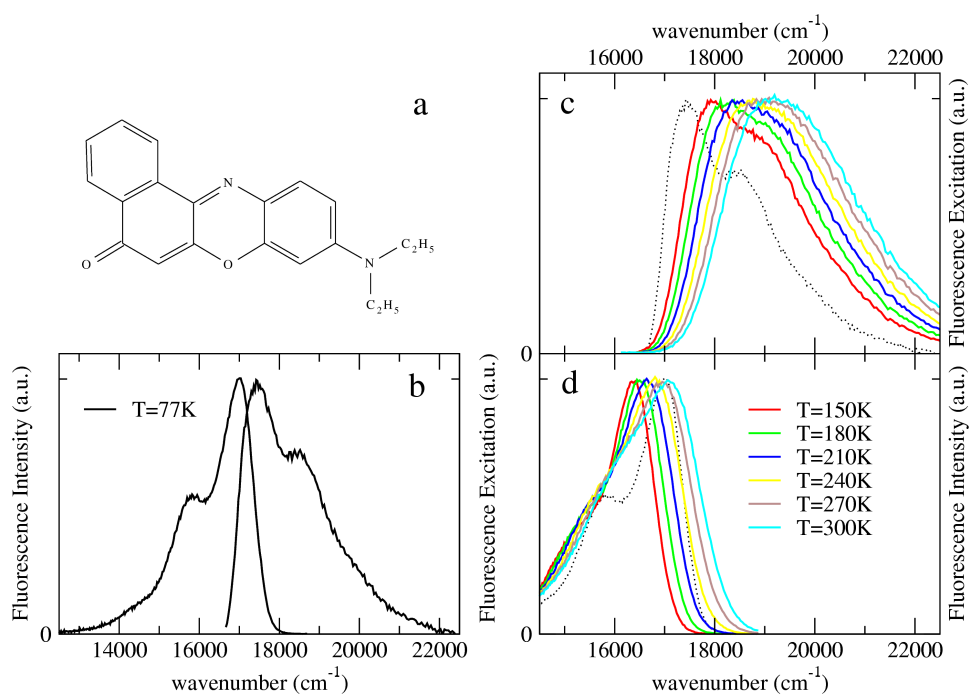 wavenumber (cm⁻¹)
16000 18000 20000 22000
a
c
N
O
O
N
C₂H₅
C₂H₅
Fluorescence Excitation (a.u.)
0
b
T=77K
Fluorescence Intensity (a.u.)
Fluorescence Excitation (a.u.)
0
14000 16000 18000 20000 22000
wavenumber (cm⁻¹)
d
T=150K
T=180K
T=210K
T=240K
T=270K
T=300K
Fluorescence Intensity (a.u.)
0
16000 18000 20000 22000
wavenumber (cm⁻¹)